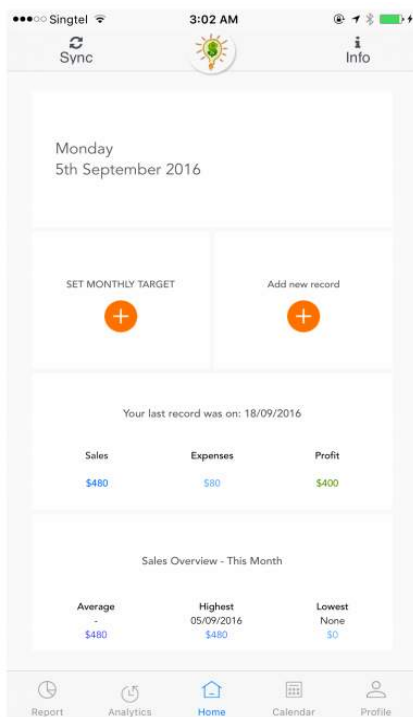 Singtel 3:02 AM
Sync Info
Monday
5th September 2016
SET MONTHLY TARGET Add new record
Your last record was on: 18/09/2016
Sales Expenses Profit
$480 $80 $400
Sales Overview - This Month
Average Highest Lowest
- 05/09/2016 None
$480 $480 $0
Report Analytics Home Calendar Profile